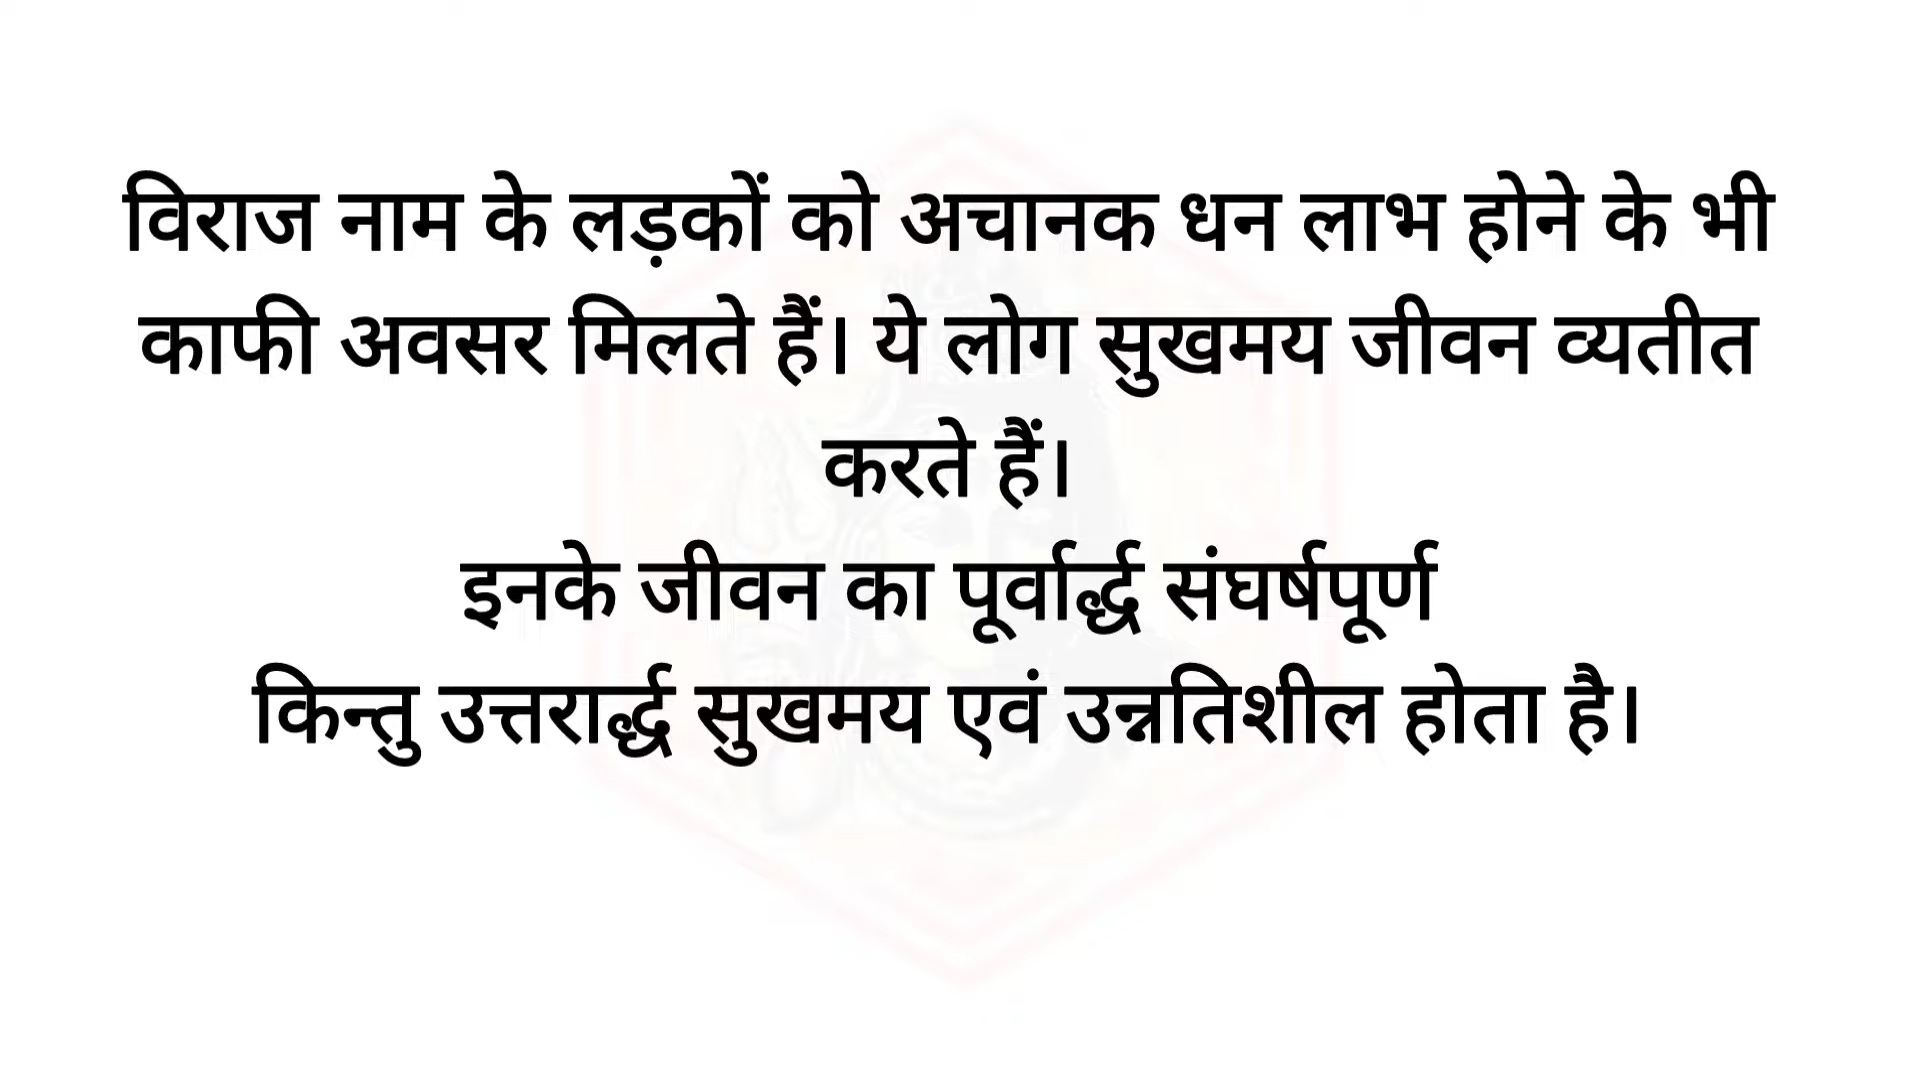 विराज नाम के लड़कों को अचानक धन लाभ होने के भी
काफी अवसर मिलते हैं। ये लोग सुखमय जीवन व्यतीत
करते हैं।
इनके जीवन का पूर्वार्द्ध संघर्षपूर्ण
किन्तु उत्तरार्द्ध सुखमय एवं उन्नतिशील होता है।